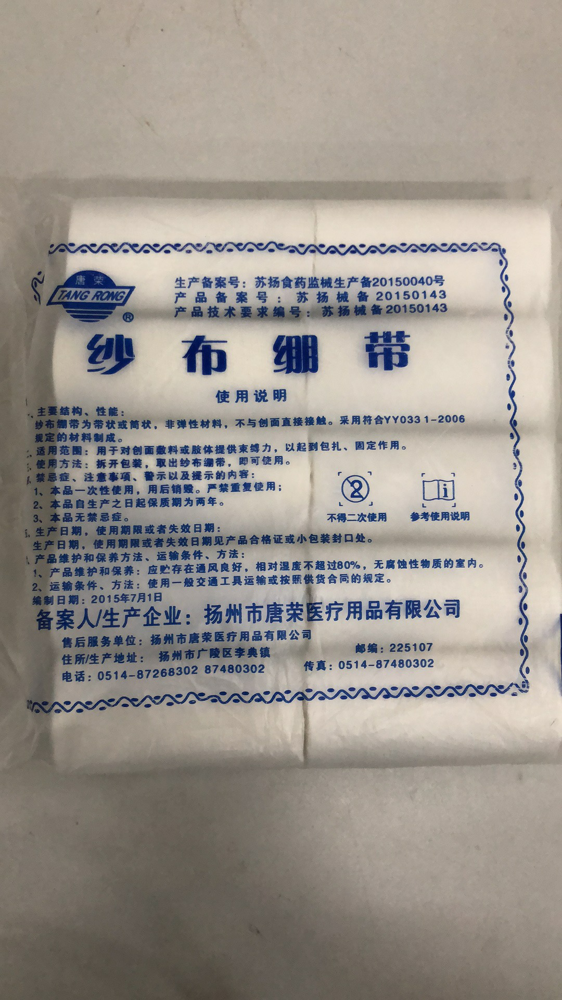 唐荣
TANG RONG
®
生产备案号：苏扬食药监械生产备20150040号
产品备案号：苏扬械备20150143
产品技术要求编号：苏扬械备20150143
纱布绷带
使用说明
主要结构、性能：
纱布绷带为带状或筒状，非弹性材料，不与创面直接接触。采用符合YY0331-2006
规定的材料制成。
适用范围：用于对创面敷料或肢体提供束缚力，以起到包扎、固定作用。
使用方法：拆开包装，取出纱布绷带，即可使用。
禁忌症、注意事项、警示以及提示的内容：
1、本品一次性使用，用后销毁。严禁重复使用；
2、本品自生产之日起保质期为两年。
3、本品无禁忌症。
2
i
不得二次使用 参考使用说明
生产日期，使用期限或者失效日期：
生产日期，使用期限或者失效日期见产品合格证或小包装封口处。
产品维护和保养方法、运输条件、方法：
1、产品维护和保养：应贮存在通风良好，相对湿度不超过80%，无腐蚀性物质的室内。
2、运输条件、方法：使用一般交通工具运输或按照供货合同的规定。
编制日期：2015年7月1日
备案人/生产企业：扬州市唐荣医疗用品有限公司
售后服务单位：扬州市唐荣医疗用品有限公司
住所/生产地址：扬州市广陵区李典镇 邮编：225107
电话：0514-87268302 87480302 传真：0514-87480302